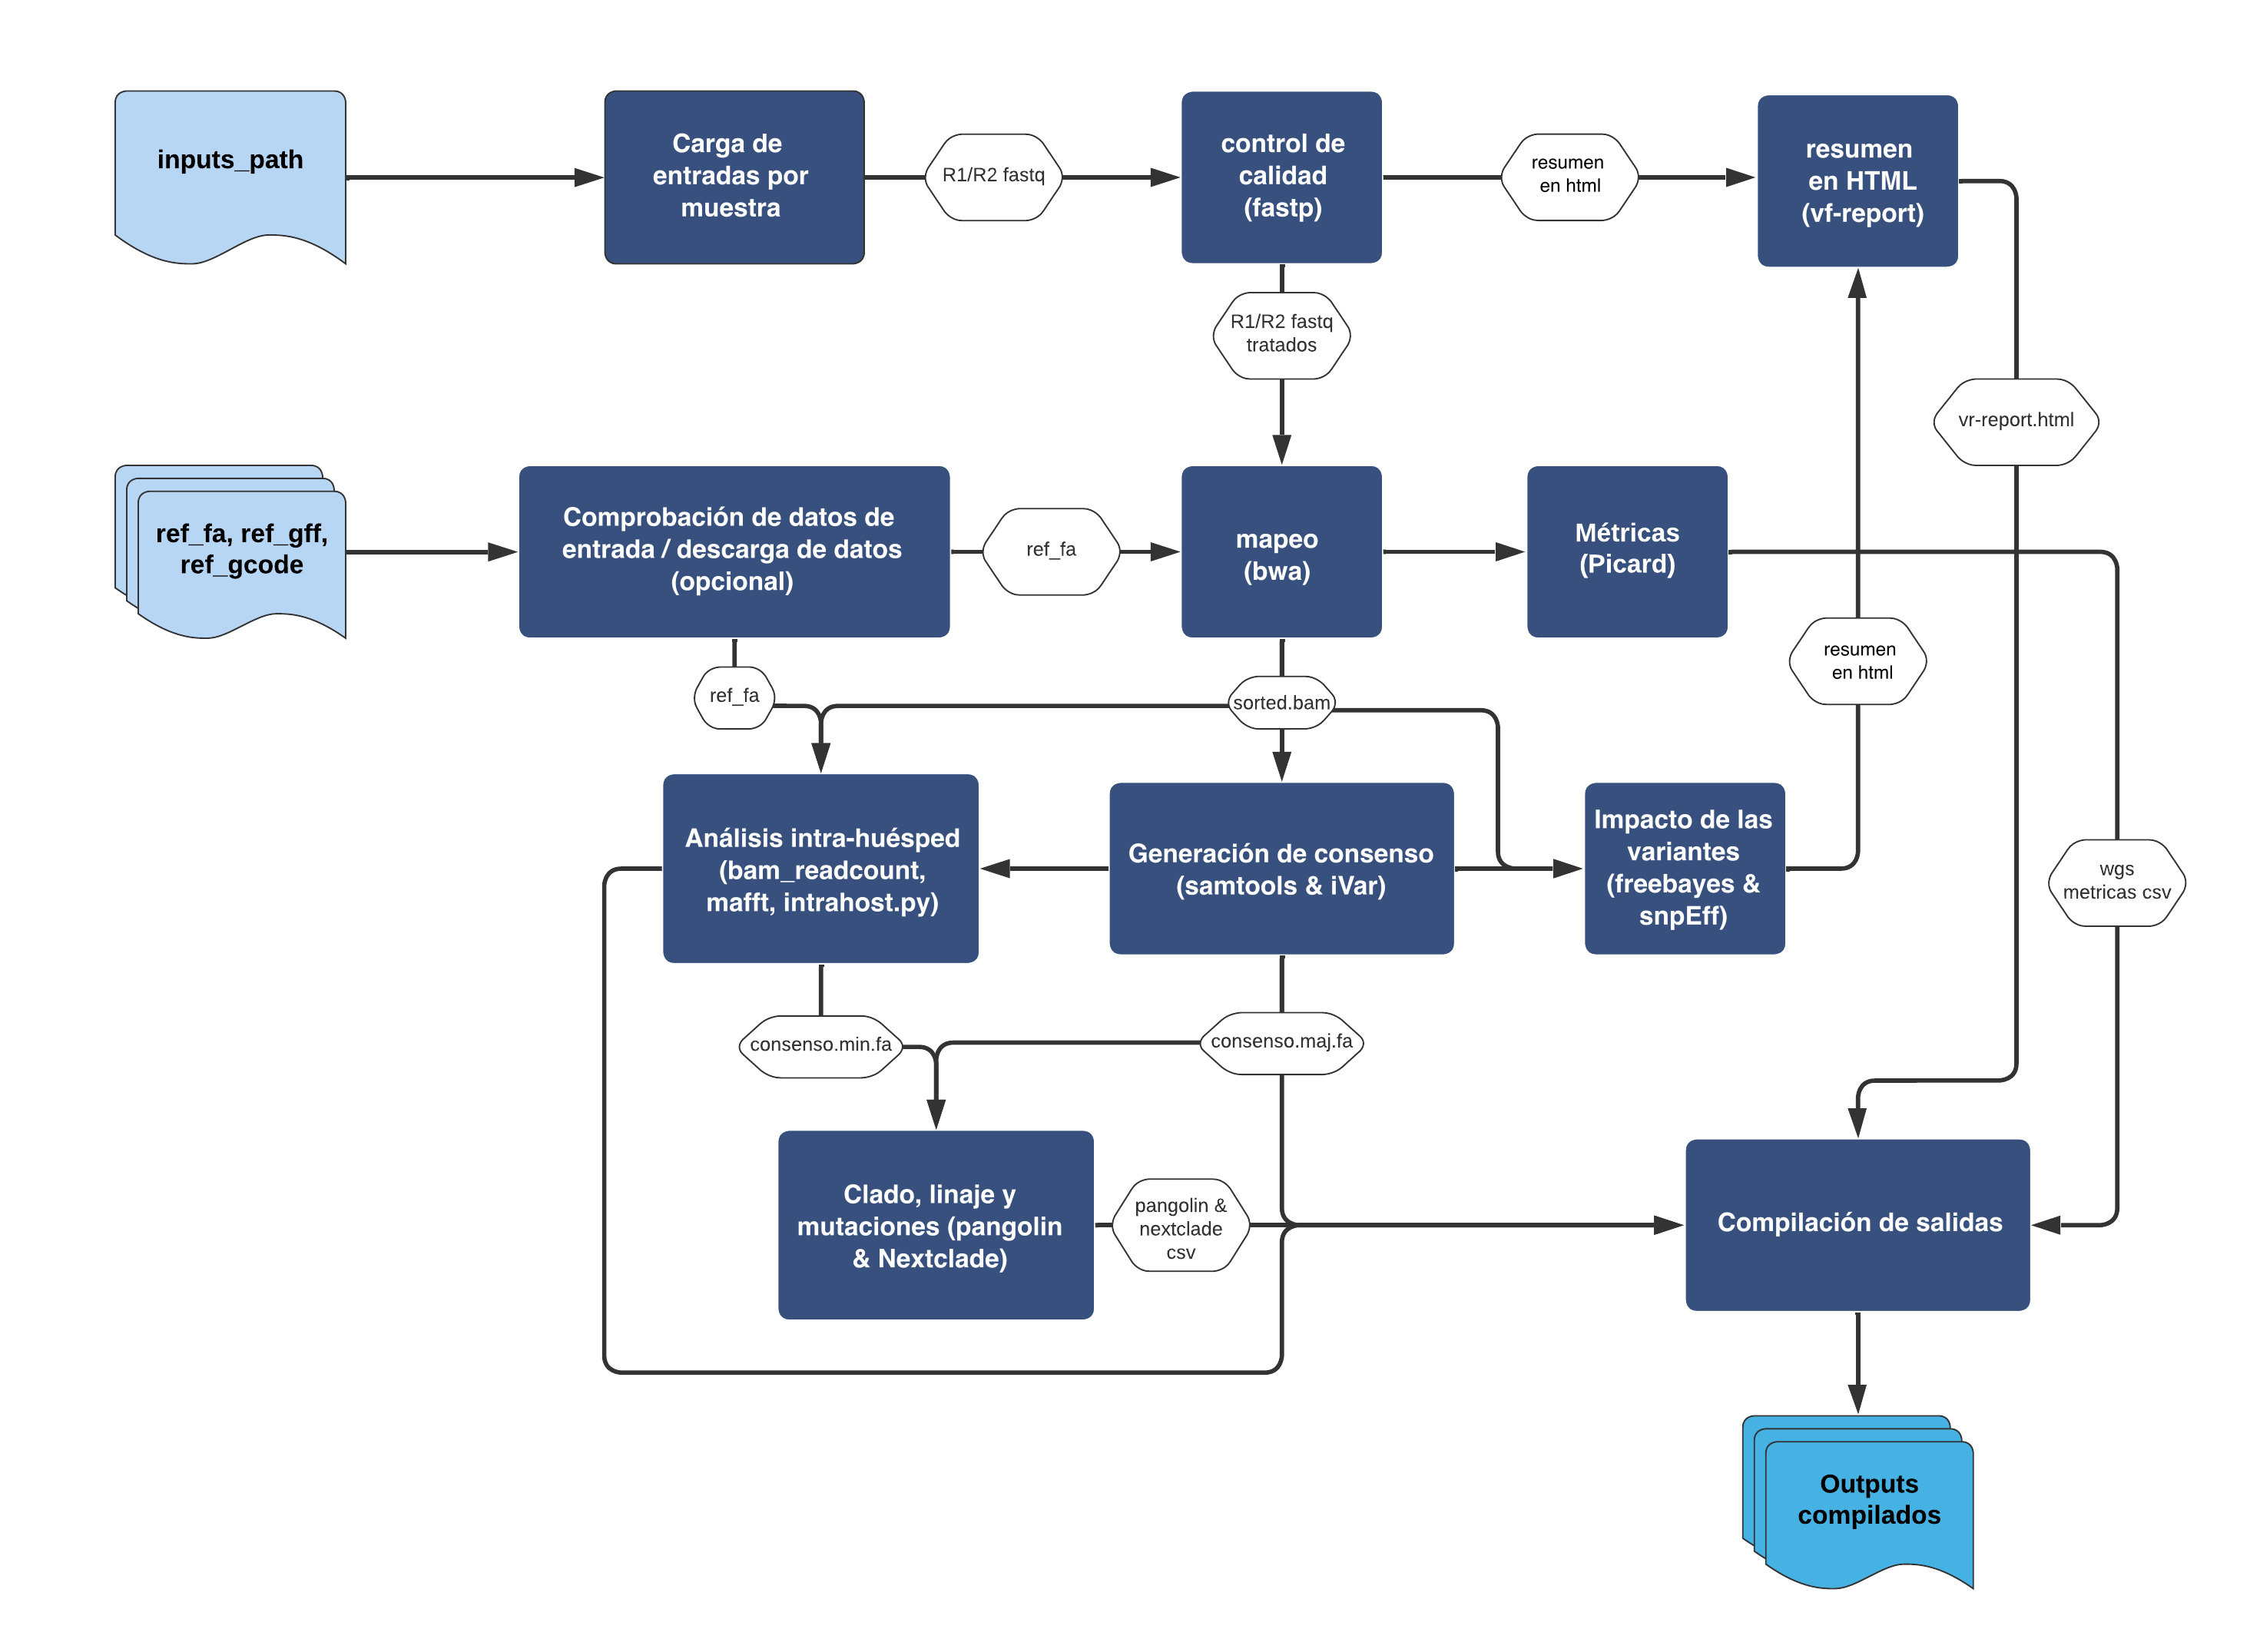 inputs_path
Carga de
entradas por
muestra
R1/R2 fastq
control de
calidad
(fastp)
resumen
en html
resumen
en HTML
(vf-report)
R1/R2 fastq
tratados
vr-report.html
ref_fa, ref_gff,
ref_gcode
Comprobación de datos de
entrada / descarga de datos
(opcional)
ref_fa
mapeo
(bwa)
Métricas
(Picard)
resumen
en html
ref_fa
sorted.bam
Análisis intra-huésped
(bam_readcount,
mafft, intrahost.py)
Generación de consenso
(samtools & iVar)
Impacto de las
variantes
(freebayes &
snpEff)
wgs
metricas csv
consenso.min.fa
consenso.maj.fa
Clado, linaje y
mutaciones (pangolin
& Nextclade)
pangolin &
nextclade
csv
Compilación de salidas
Outputs
compilados